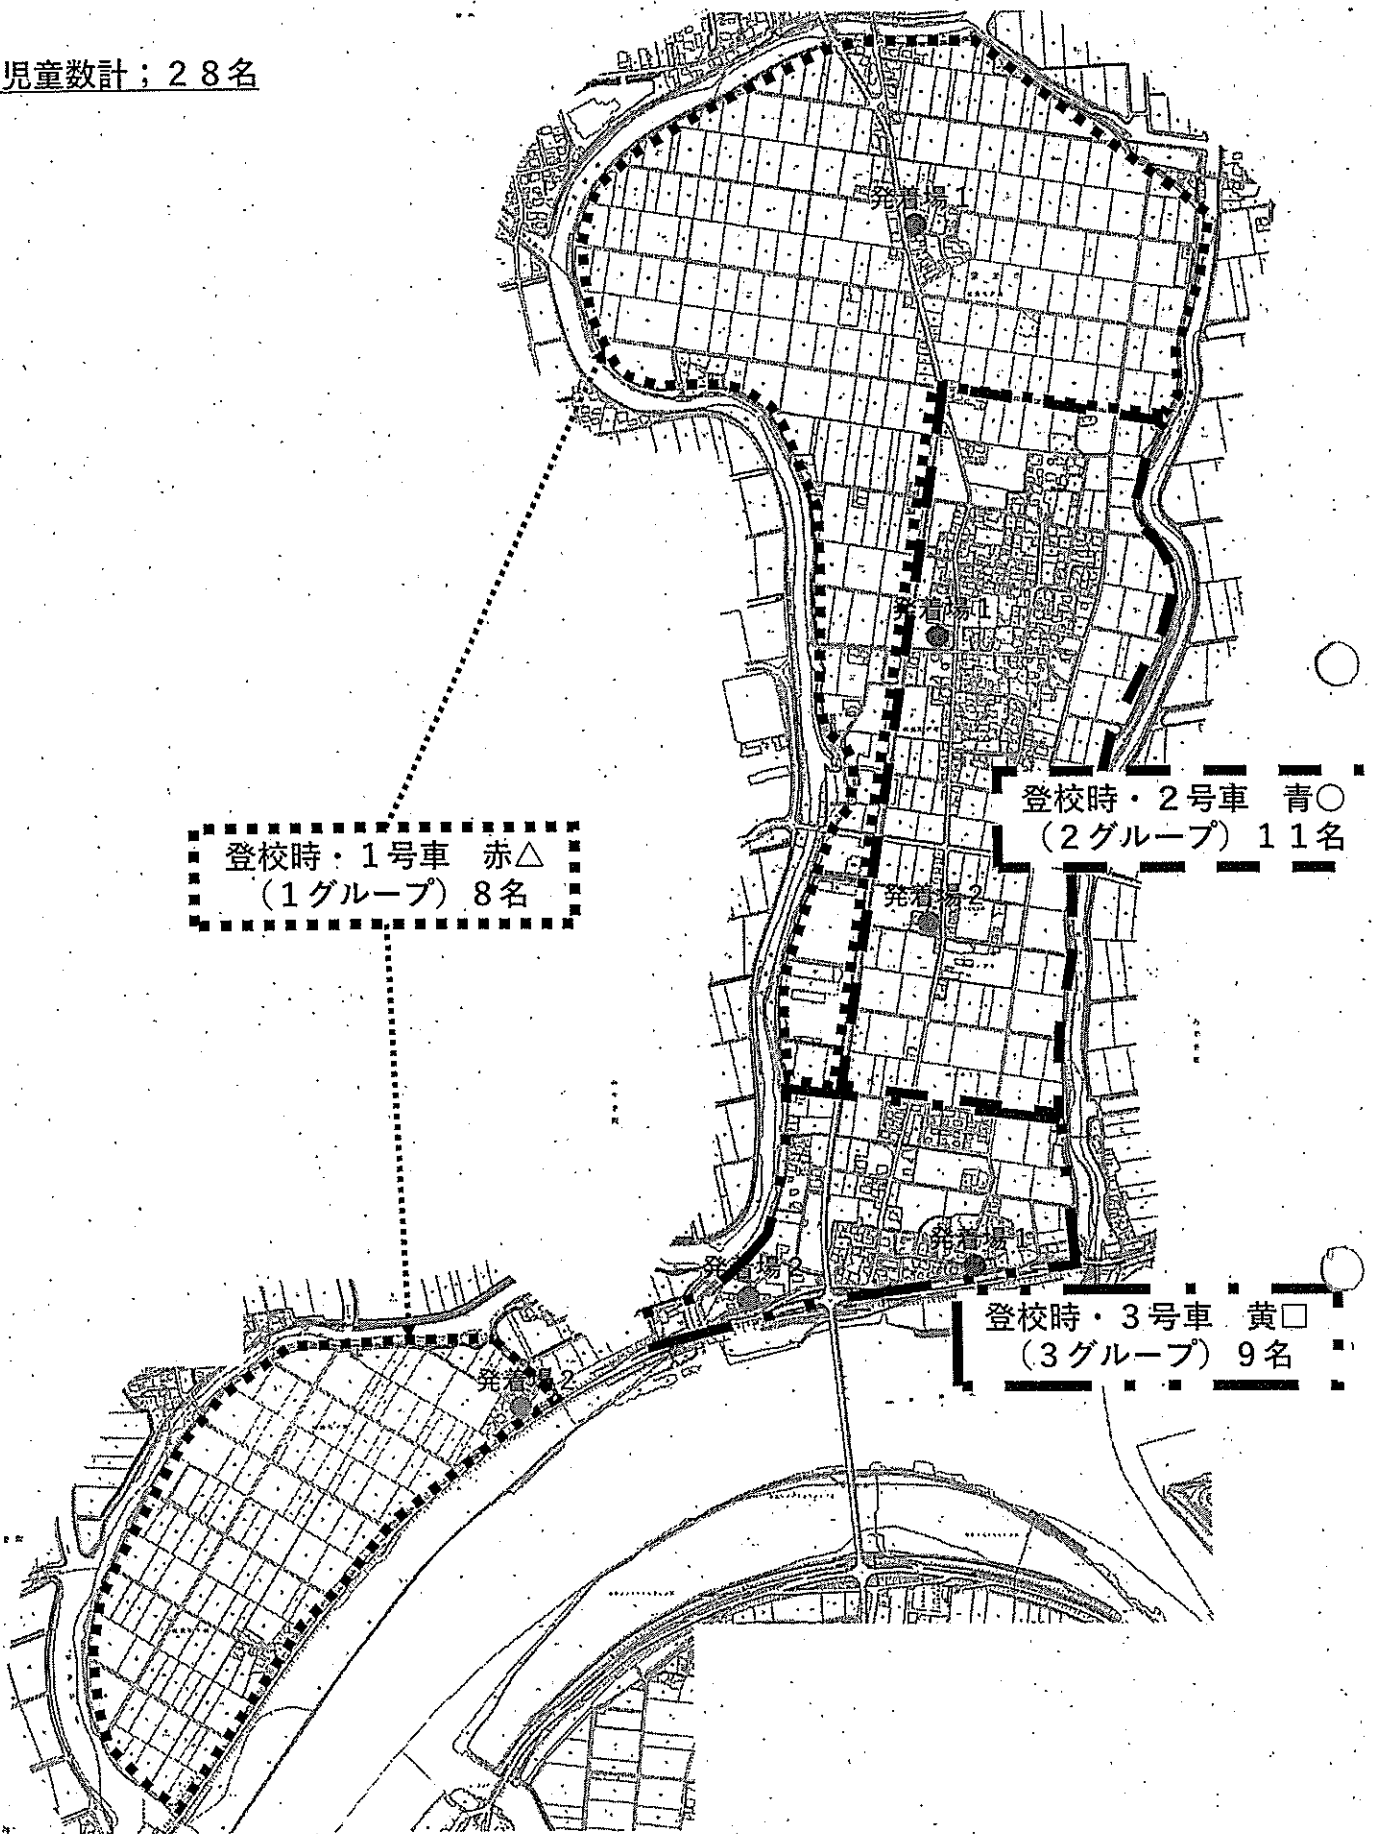 児童数計；２８名
発着場１
発着場１
登校時・２号車　青○
（２グループ）１１名
登校時・１号車　赤△
（１グループ）８名
発着場２
発着場１
発着場２
登校時・３号車　黄□
（３グループ）９名
発着場２